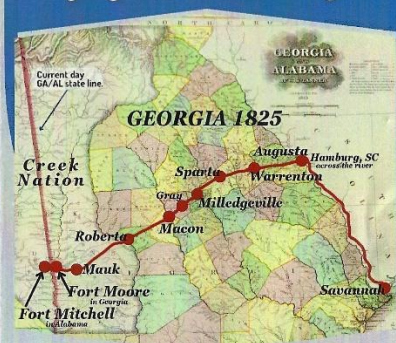 GEORGIA
ALABAMA
Current day
GA/AL state line.
GEORGIA 1825
Creek
Nation
Augusta
Hamburg, SC
across the river
Sparta
Warrenton
Gray
Milledgeville
Macon
Roberta
Mauk
Savannah
Fort Moore
in Georgia
Fort Mitchell
in Alabama